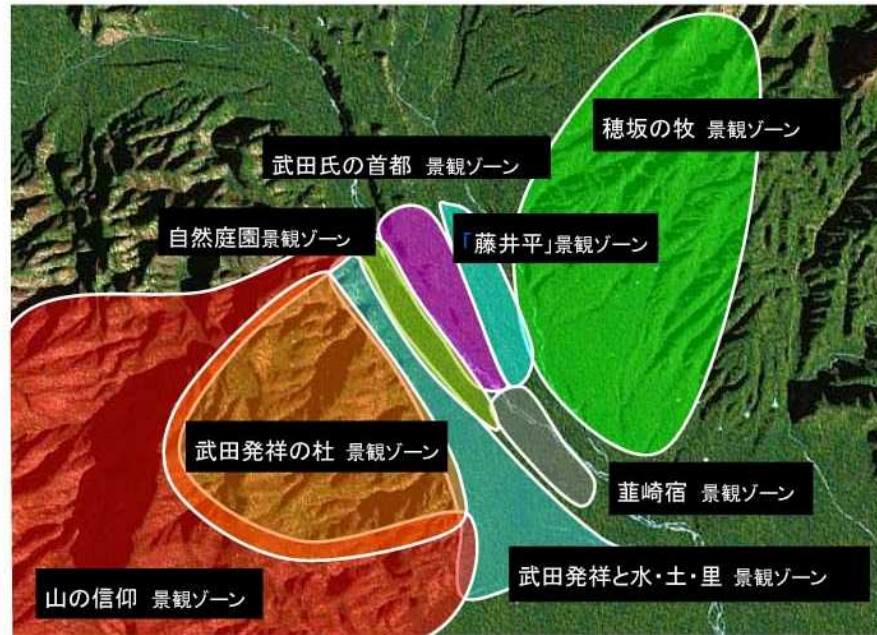 穂坂の牧 景観ゾーン
武田氏の首都 景観ゾーン
自然庭園景観ゾーン
「藤井平」景観ゾーン
武田発祥の杜 景観ゾーン
韮崎宿 景観ゾーン
武田発祥と水・土・里 景観ゾーン
山の信仰 景観ゾーン